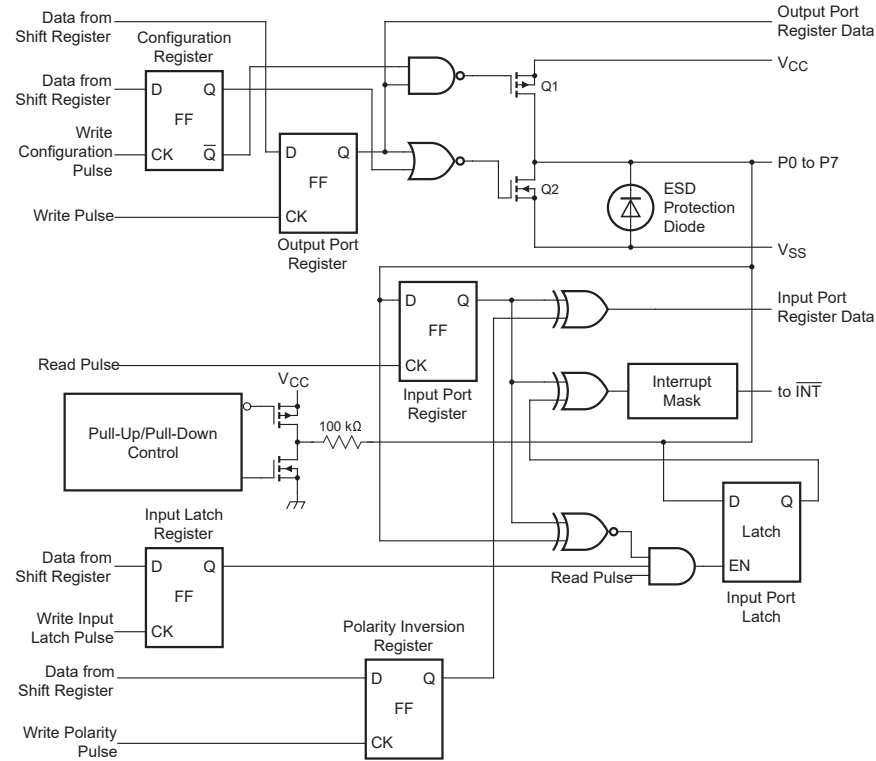 Data from
Shift Register
Configuration
Register
Data from
Shift Register
D
Q
FF
Write
Configuration
Pulse
CK
Q
Write Pulse
D
Q
FF
CK
Output Port
Register
Output Port
Register Data
VCC
Q1
P0 to P7
Q2
ESD
Protection
Diode
VSS
D
Q
FF
CK
Input Port
Register
Read Pulse
Input Port
Register Data
Interrupt
Mask
to INT
VCC
Pull-Up/Pull-Down
Control
100 kΩ
Input Latch
Register
Data from
Shift Register
D
Q
FF
Write Input
Latch Pulse
CK
Read Pulse
D
Q
Latch
EN
Input Port
Latch
Polarity Inversion
Register
Data from
Shift Register
D
Q
FF
Write Polarity
Pulse
CK